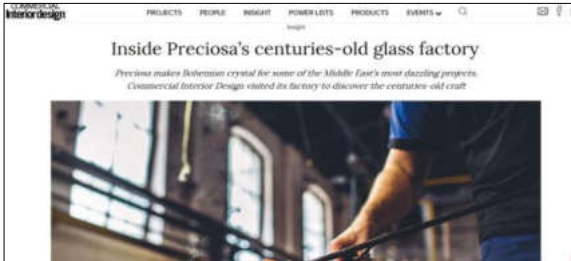 COMMERCIAL
Interior design
PROJECTS PEOPLE INSIGHT POWER LISTS PRODUCTS EVENTS
Insight
Inside Preciosa's centuries-old glass factory
Preciosa makes Bohemian crystal for some of the Middle East's most dazzling projects.
Commercial Interior Design visited its factory to discover the centuries-old craft